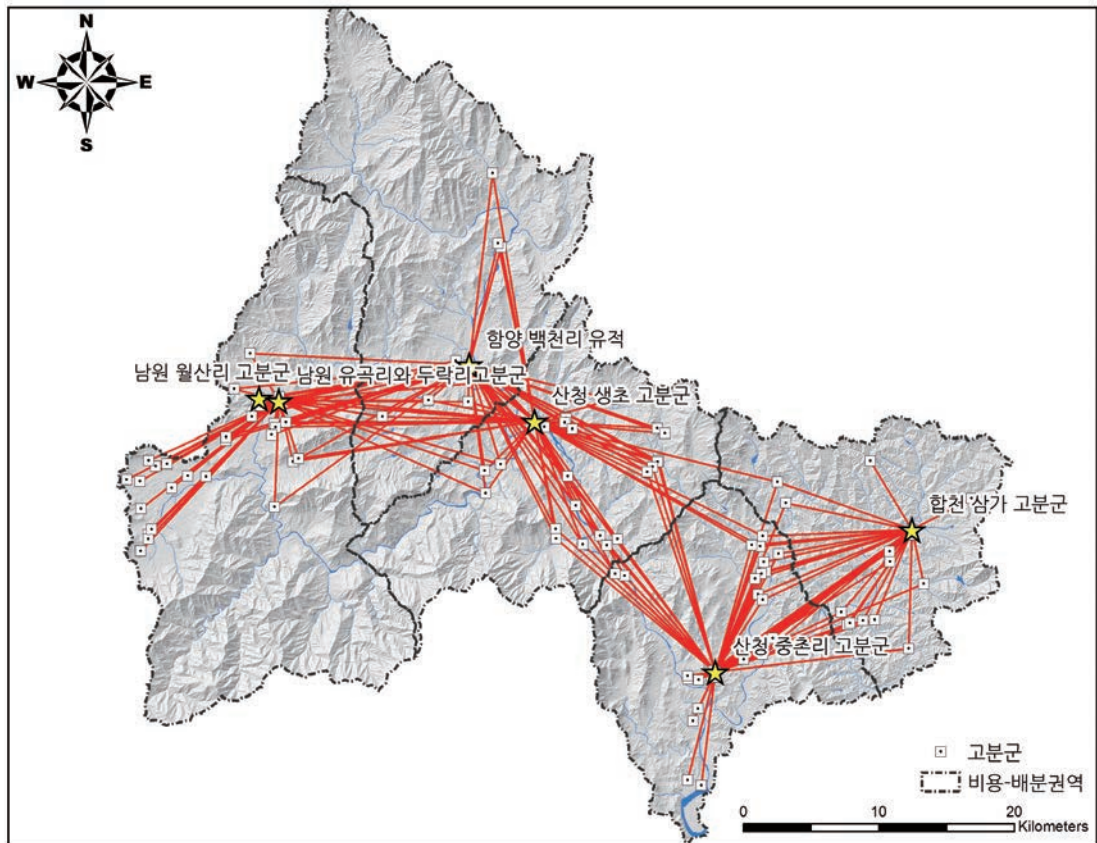 N
W
E
S
함양 백천리 유적
남원 월산리 고분군
남원 유곡리와 두락리고분군
산청 생초 고분군
합천 삼가 고분군
산청 중촌리 고분군
고분군
비용-배분권역
0 10 20
Kilometers